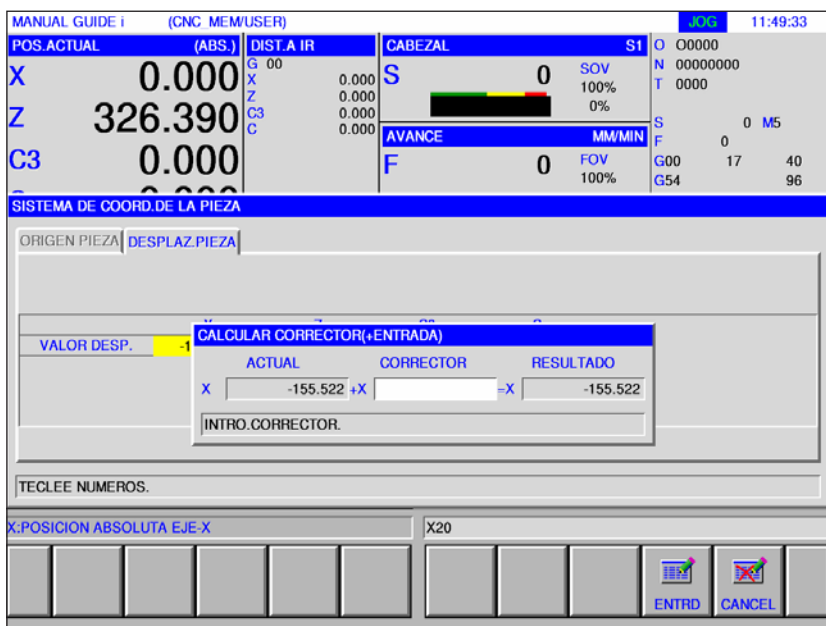 MANUAL GUIDE i (CNC_MEM/USER) JOG 11:49:33
POS.ACTUAL (ABS.) DIST.A IR CABEZAL S1 O O0000
G 00 N 00000000
X 0.000 X 0.000 S 0 SOV T 0000
Z 0.000 100%
Z 326.390 C3 0.000 0%
C 0.000 S 0 M5
AVANCE MM/MIN F 0
C3 0.000 F 0 FOV G00 17 40
100% G54 96
SISTEMA DE COORD.DE LA PIEZA
ORIGEN PIEZA DESPLAZ.PIEZA
VALOR DESP. -1
CALCULAR CORRECTOR(+ENTRADA)
ACTUAL CORRECTOR RESULTADO
X -155.522 +X =X -155.522
INTRO.CORRECTOR.
TECLEE NUMEROS.
X:POSICION ABSOLUTA EJE-X X20
ENTRD CANCEL